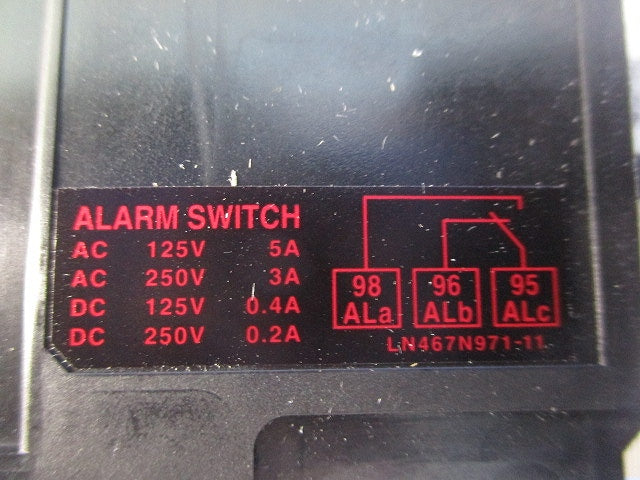 ALARM SWITCH
AC 125V 5A
AC 250V 3A
DC 125V 0.4A
DC 250V 0.2A
98 96 95
ALa ALb ALc
LN467N971-11